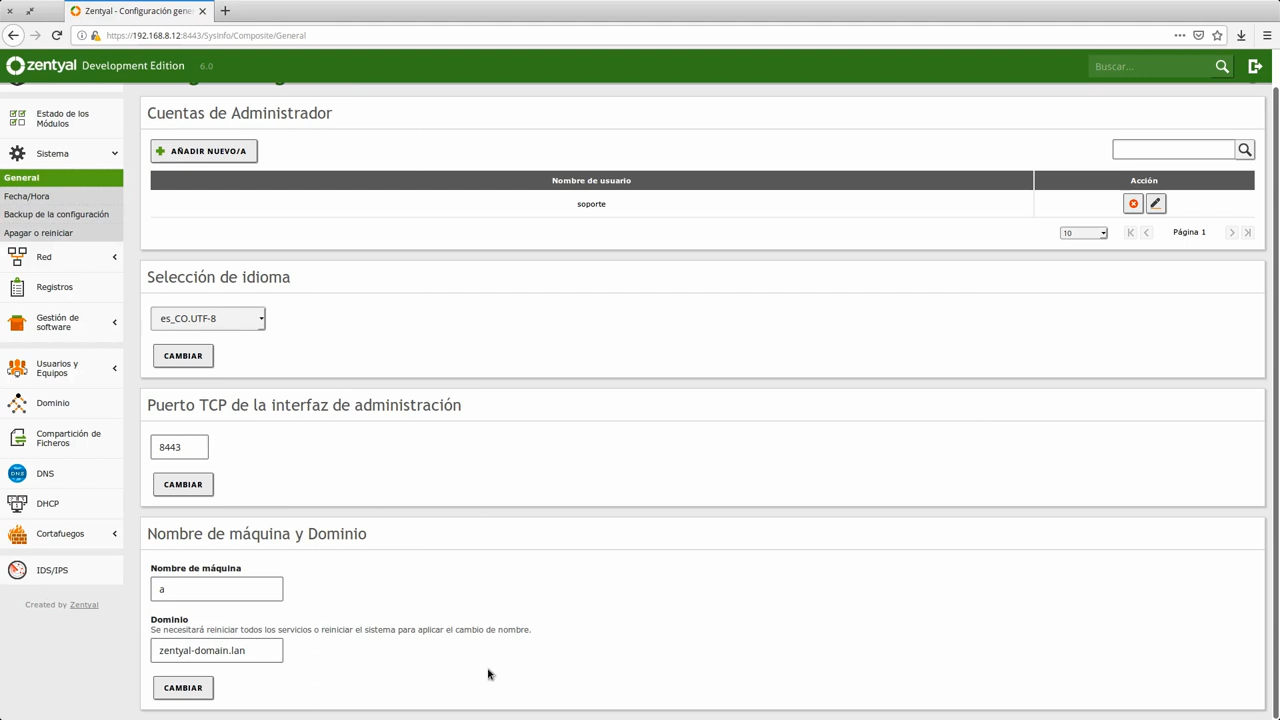 Zentyal - Configuración gene
https://192.168.8.12:8443/SysInfo/Composite/General
zentyal Development Edition 6.0
Buscar...
Estado de los
Módulos
Sistema
General
Fecha/Hora
Backup de la configuración
Apagar o reiniciar
Red
Registros
Gestión de
software
Usuarios y
Equipos
Dominio
Compartición de
Ficheros
DNS
DNS
DHCP
Cortafuegos
IDS/IPS
Created by Zentyal
Cuentas de Administrador
AÑADIR NUEVO/A
Nombre de usuario Acción
soporte
10 Página 1
Selección de idioma
es_CO.UTF-8
CAMBIAR
Puerto TCP de la interfaz de administración
8443
CAMBIAR
Nombre de máquina y Dominio
Nombre de máquina
a
Dominio
Se necesitará reiniciar todos los servicios o reiniciar el sistema para aplicar el cambio de nombre.
zentyal-domain.lan
CAMBIAR